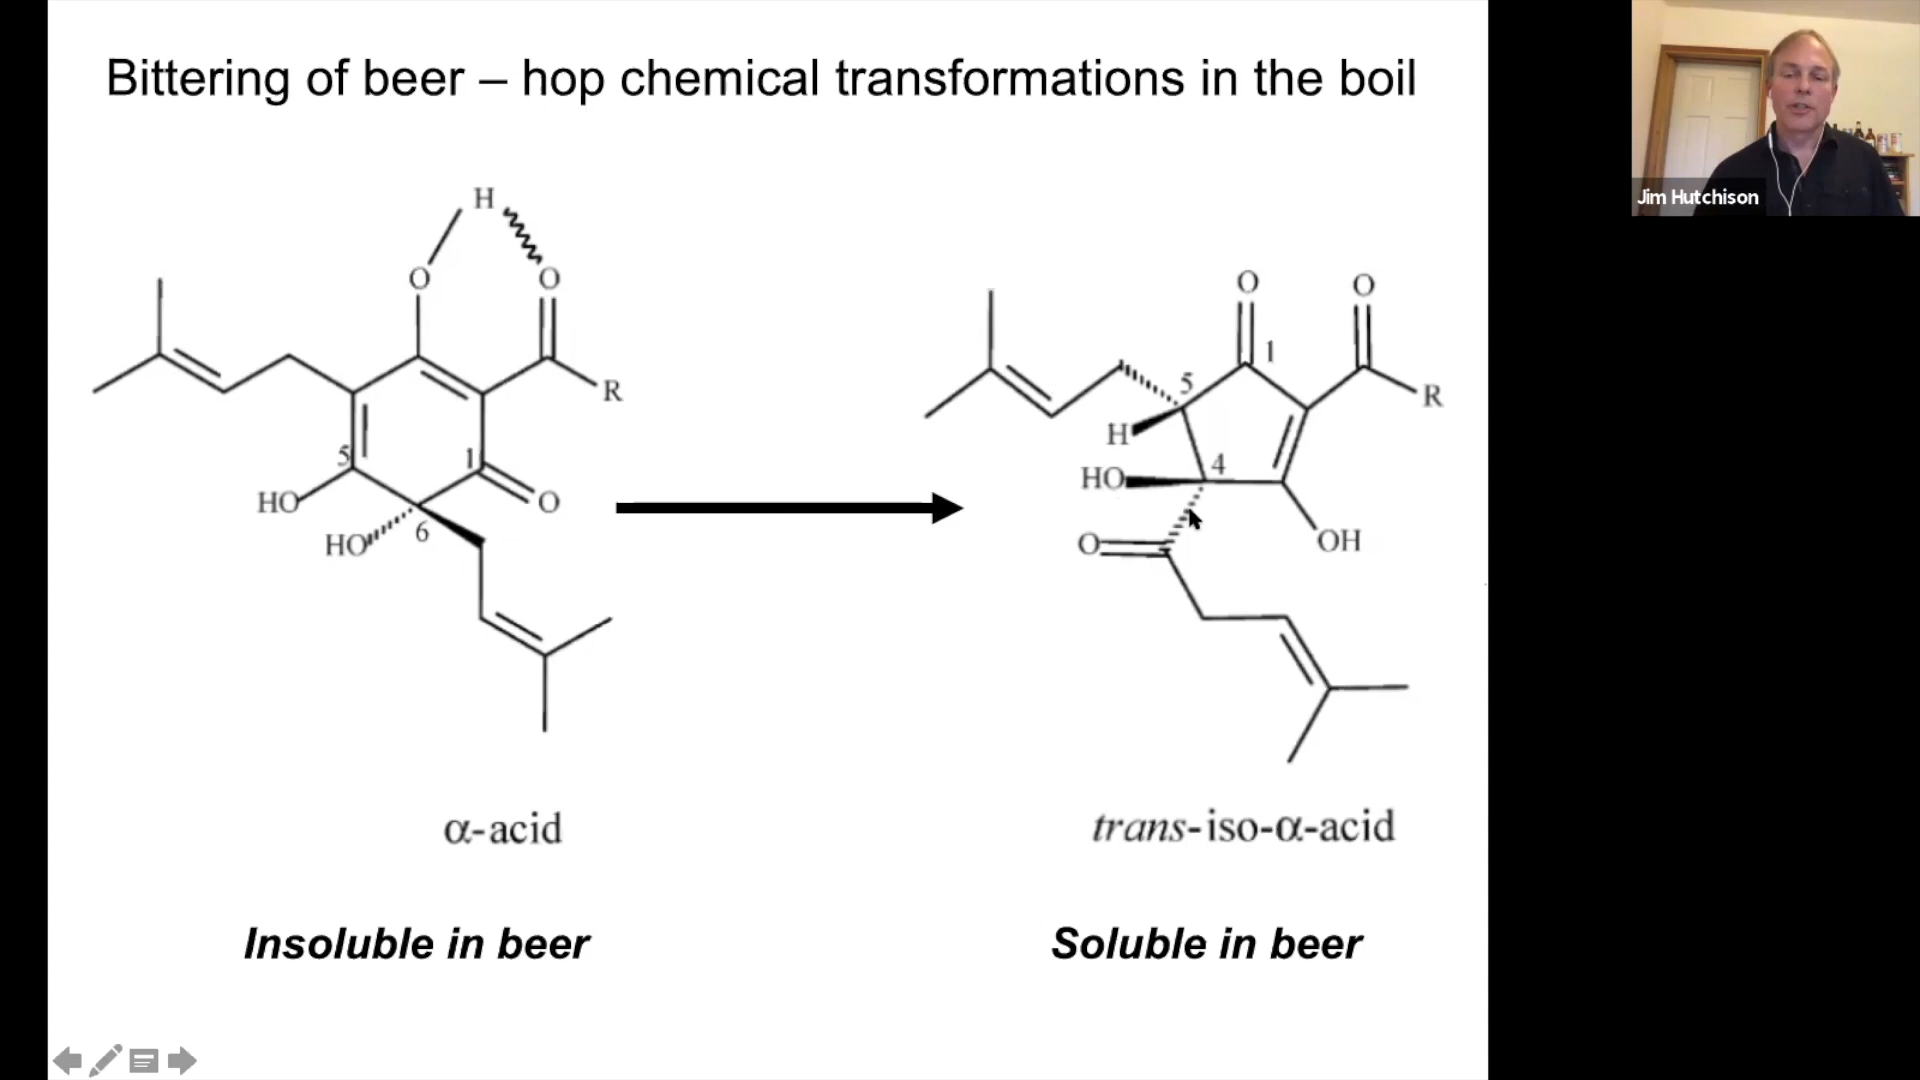 Bittering of beer – hop chemical transformations in the boil
Jim Hutchison
H
O
O
R
5
1
HO
O
HO
6
α-acid
Insoluble in beer
O
O
1
5
R
H
HO
4
O
OH
trans-iso-α-acid
Soluble in beer